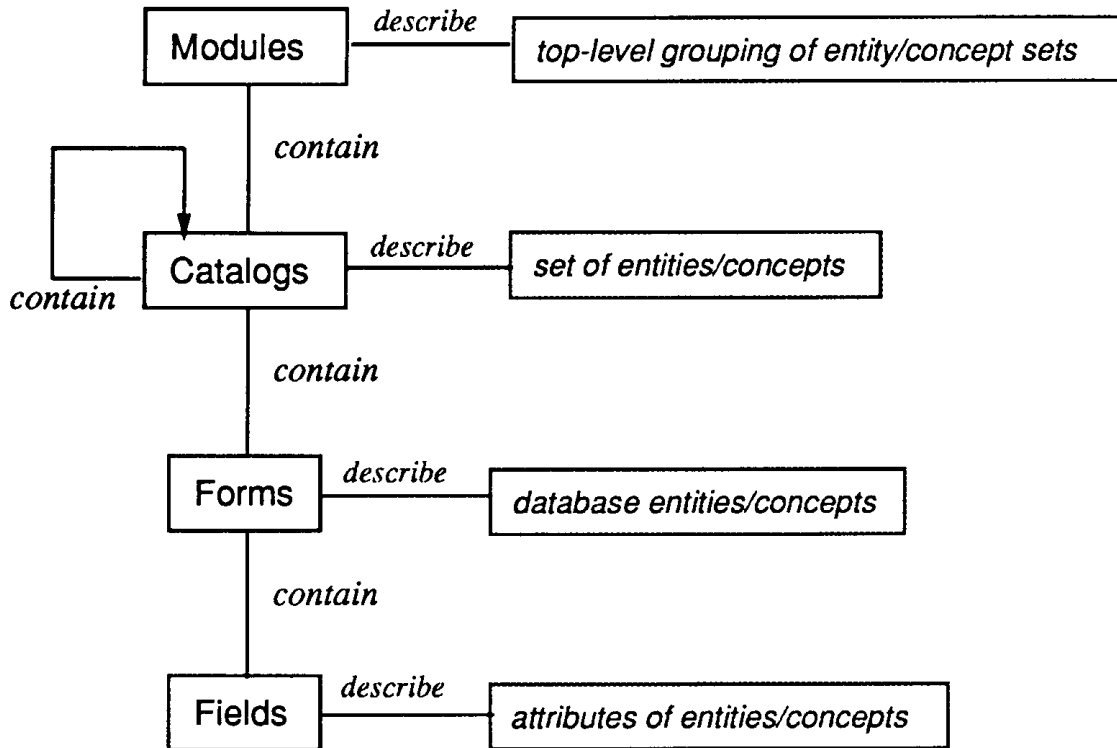 Modules
describe
top-level grouping of entity/concept sets
contain
Catalogs
describe
set of entities/concepts
contain
contain
Forms
describe
database entities/concepts
contain
Fields
describe
attributes of entities/concepts